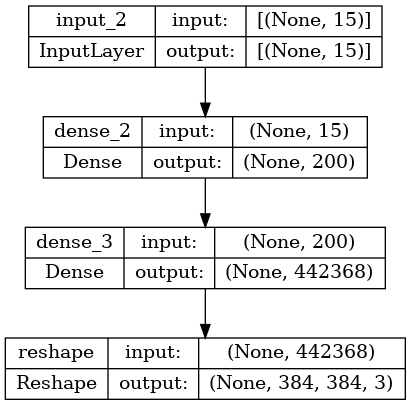 input_2 input: [(None, 15)]
InputLayer output: [(None, 15)]
dense_2 input: (None, 15)
Dense output: (None, 200)
dense_3 input: (None, 200)
Dense output: (None, 442368)
reshape input: (None, 442368)
Reshape output: (None, 384, 384, 3)